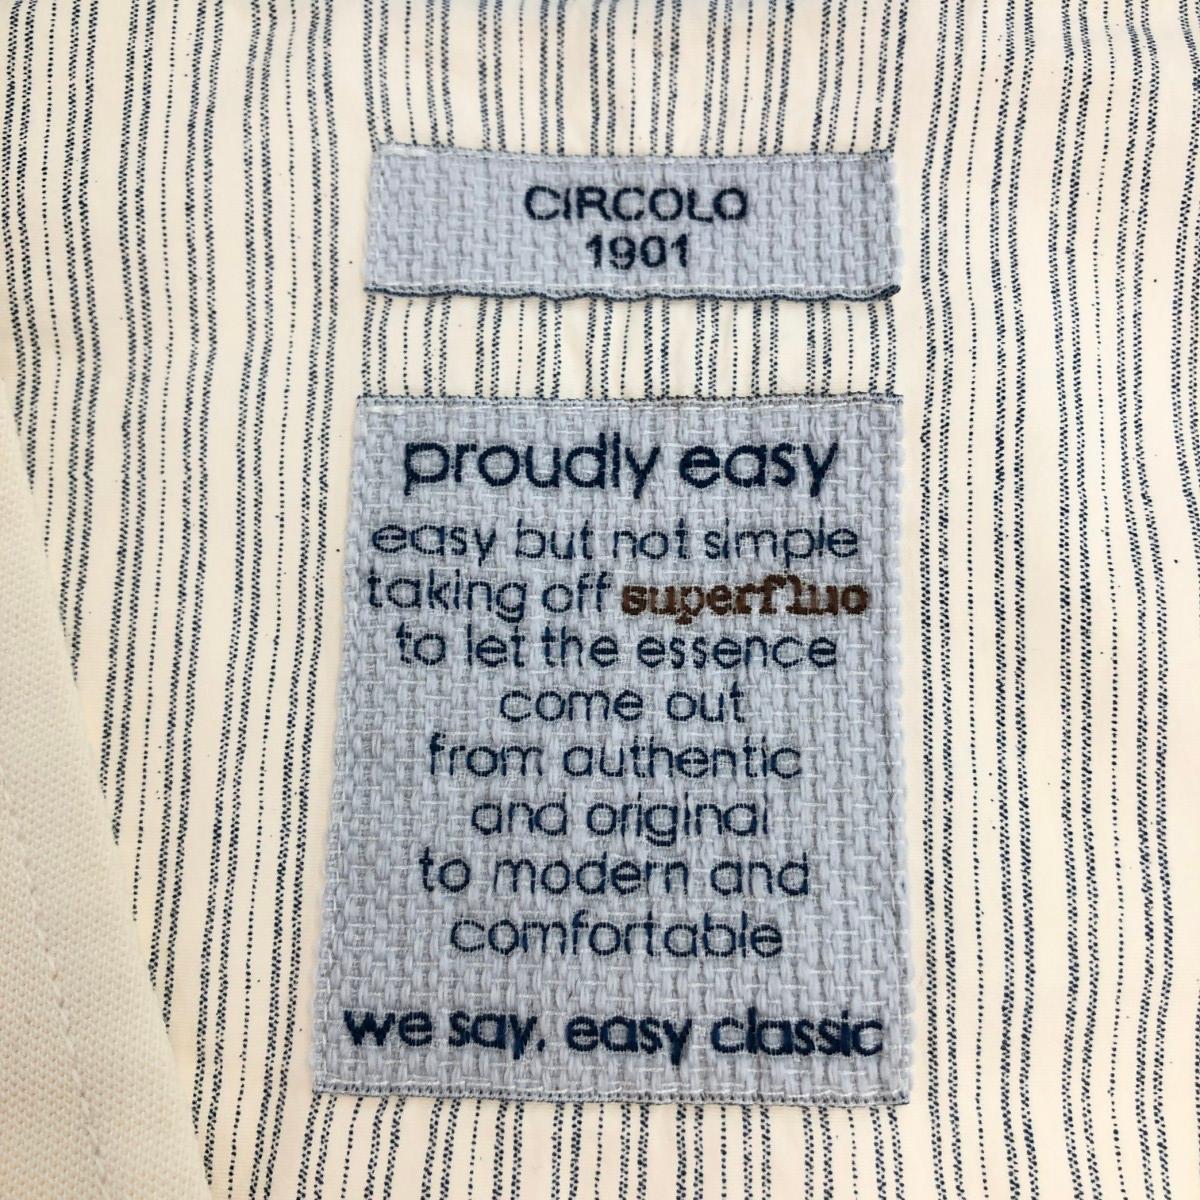 CIRCOLO
1901
proudly easy
easy but not simple
taking off superfluo
to let the essence
come out
from authentic
and original
to modern and
comfortable
we say. easy classic